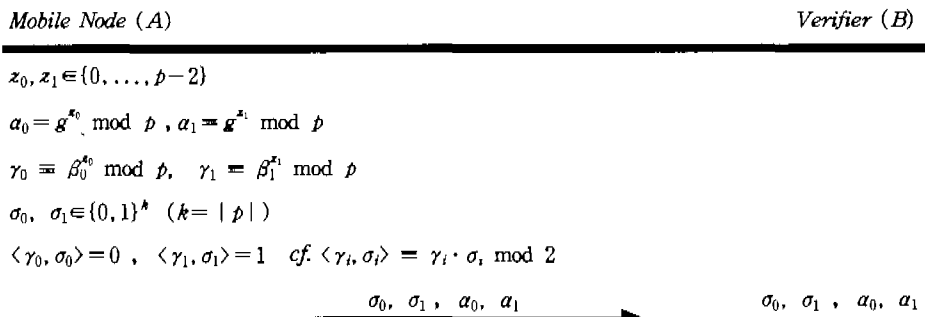 Mobile Node (A) Verifier (B)
z₀, z₁∈{0, ..., p−2}
α₀ = g^{z₀} mod p , α₁ = g^{z₁} mod p
γ₀ ≡ β₀^{z₀} mod p, γ₁ = β₁^{z₁} mod p
σ₀, σ₁∈{0,1}^k (k= | p | )
⟨γ₀, σ₀⟩=0 , ⟨γ₁, σ₁⟩=1 cf. ⟨γᵢ, σᵢ⟩ = γᵢ · σᵢ mod 2
σ₀, σ₁ , α₀, α₁ σ₀, σ₁ , α₀, α₁